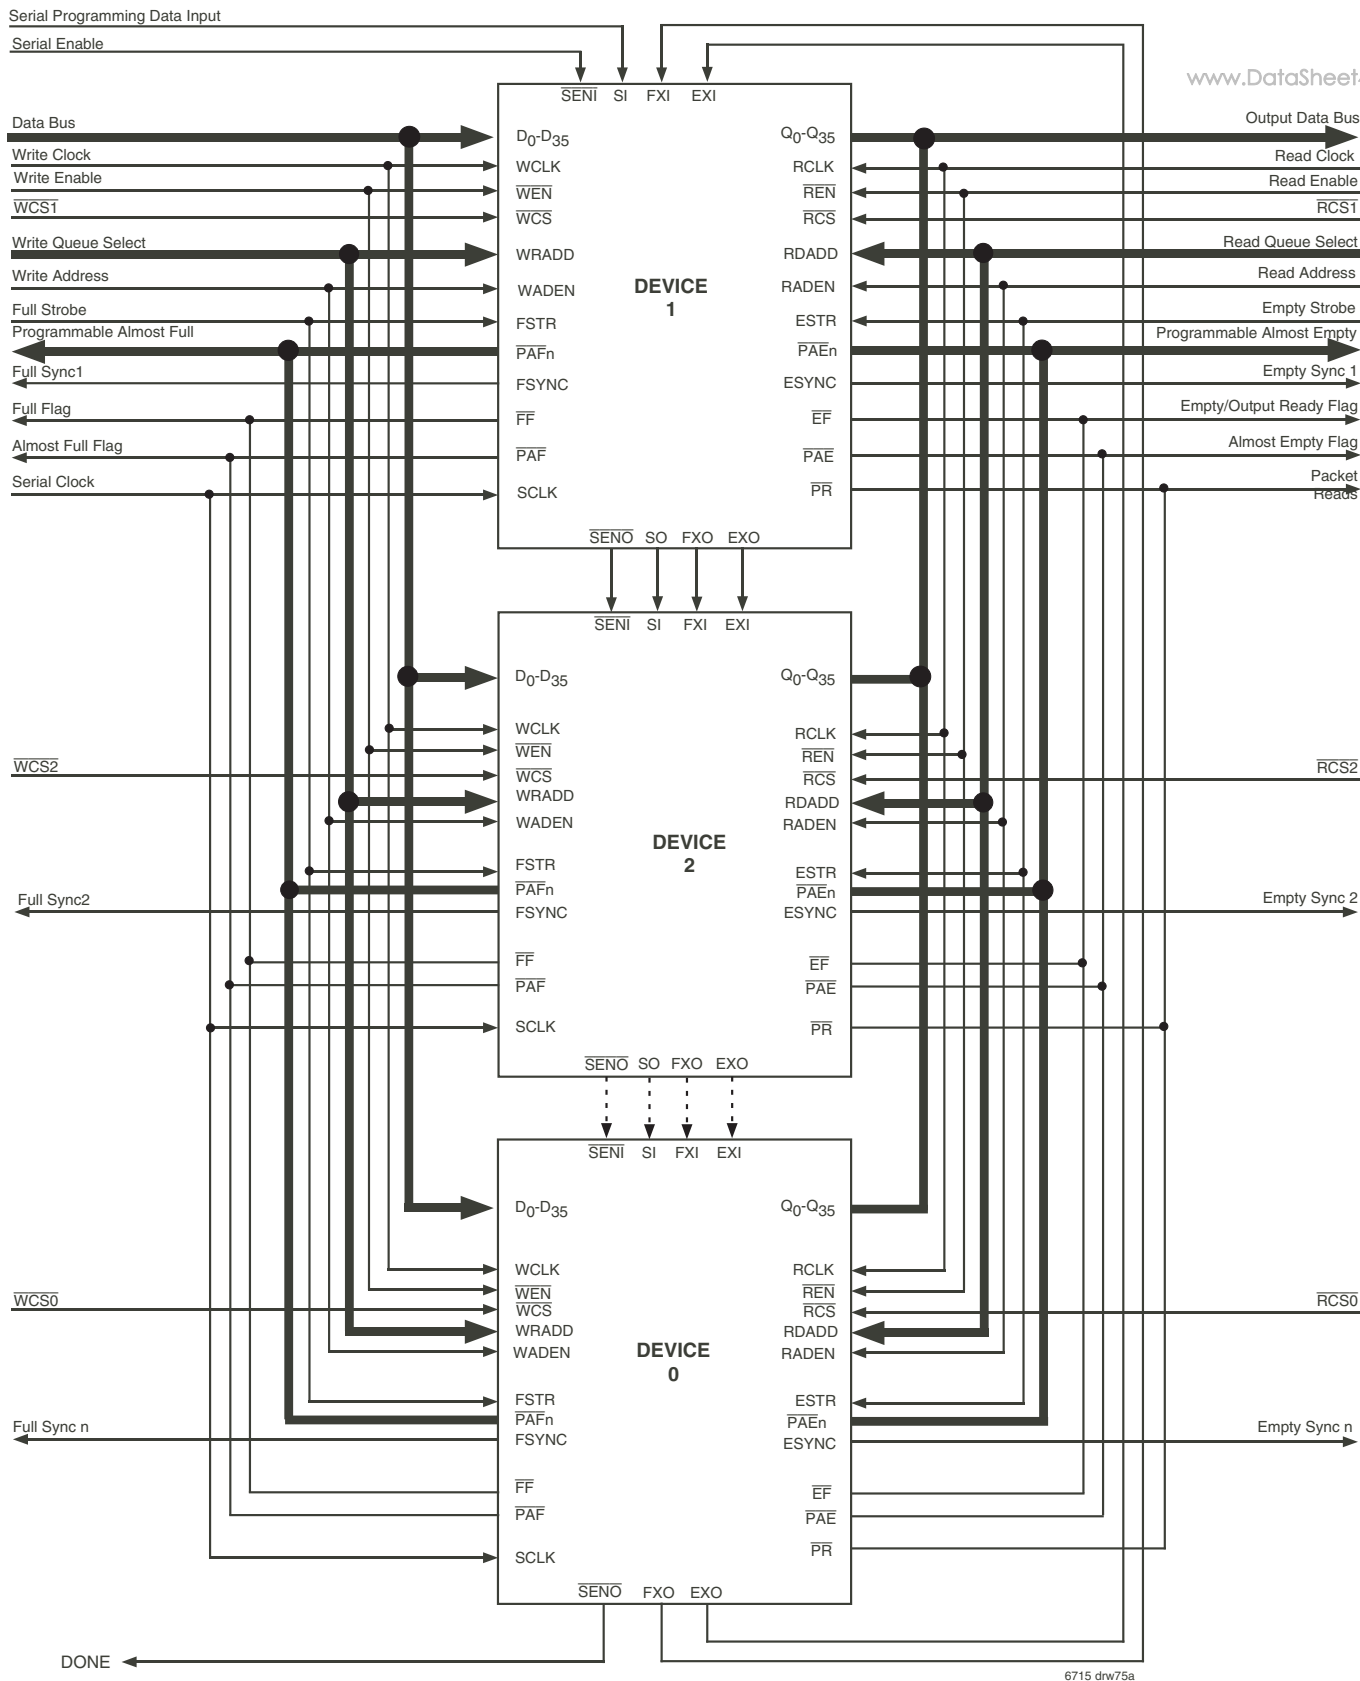 Serial Programming Data Input
Serial Enable
www.DataSheet
SENI SI FXI EXI
Data Bus
D0-D35
Q0-Q35
Output Data Bus
Write Clock
WCLK
RCLK
Read Clock
Write Enable
WEN
REN
Read Enable
WCS1
WCS
RCS
RCS1
Write Queue Select
WRADD
RDADD
Read Queue Select
Write Address
WADEN
DEVICE
1
RADEN
Read Address
Full Strobe
FSTR
ESTR
Empty Strobe
Programmable Almost Full
PAFn
PAEn
Programmable Almost Empty
Full Sync1
FSYNC
ESYNC
Empty Sync 1
Full Flag
FF
EF
Empty/Output Ready Flag
Almost Full Flag
PAF
PAE
Almost Empty Flag
Serial Clock
SCLK
PR
Packet
Reads
SENO SO FXO EXO
SENI SI FXI EXI
D0-D35
Q0-Q35
WCLK
RCLK
WEN
REN
WCS2
WCS
RCS
RCS2
WRADD
RDADD
WADEN
RADEN
DEVICE
2
FSTR
ESTR
PAFn
PAEn
Full Sync2
FSYNC
ESYNC
Empty Sync 2
FF
EF
PAF
PAE
SCLK
PR
SENO SO FXO EXO
SENI SI FXI EXI
D0-D35
Q0-Q35
WCLK
RCLK
WEN
REN
WCS0
WCS
RCS
RCS0
WRADD
RDADD
WADEN
RADEN
DEVICE
0
FSTR
ESTR
PAFn
PAEn
Full Sync n
FSYNC
ESYNC
Empty Sync n
FF
EF
PAF
PAE
SCLK
PR
SENO FXO EXO
DONE
6715 drw75a